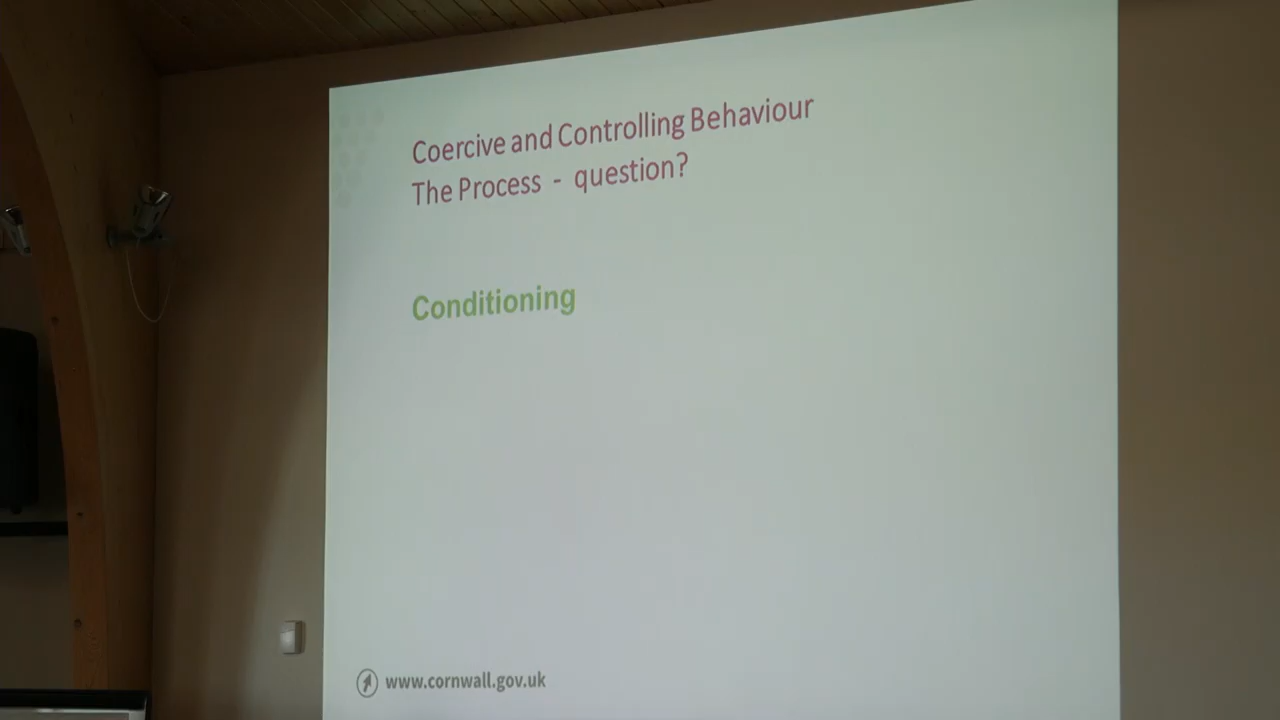 Coercive and Controlling Behaviour
The Process - question?
Conditioning
www.cornwall.gov.uk